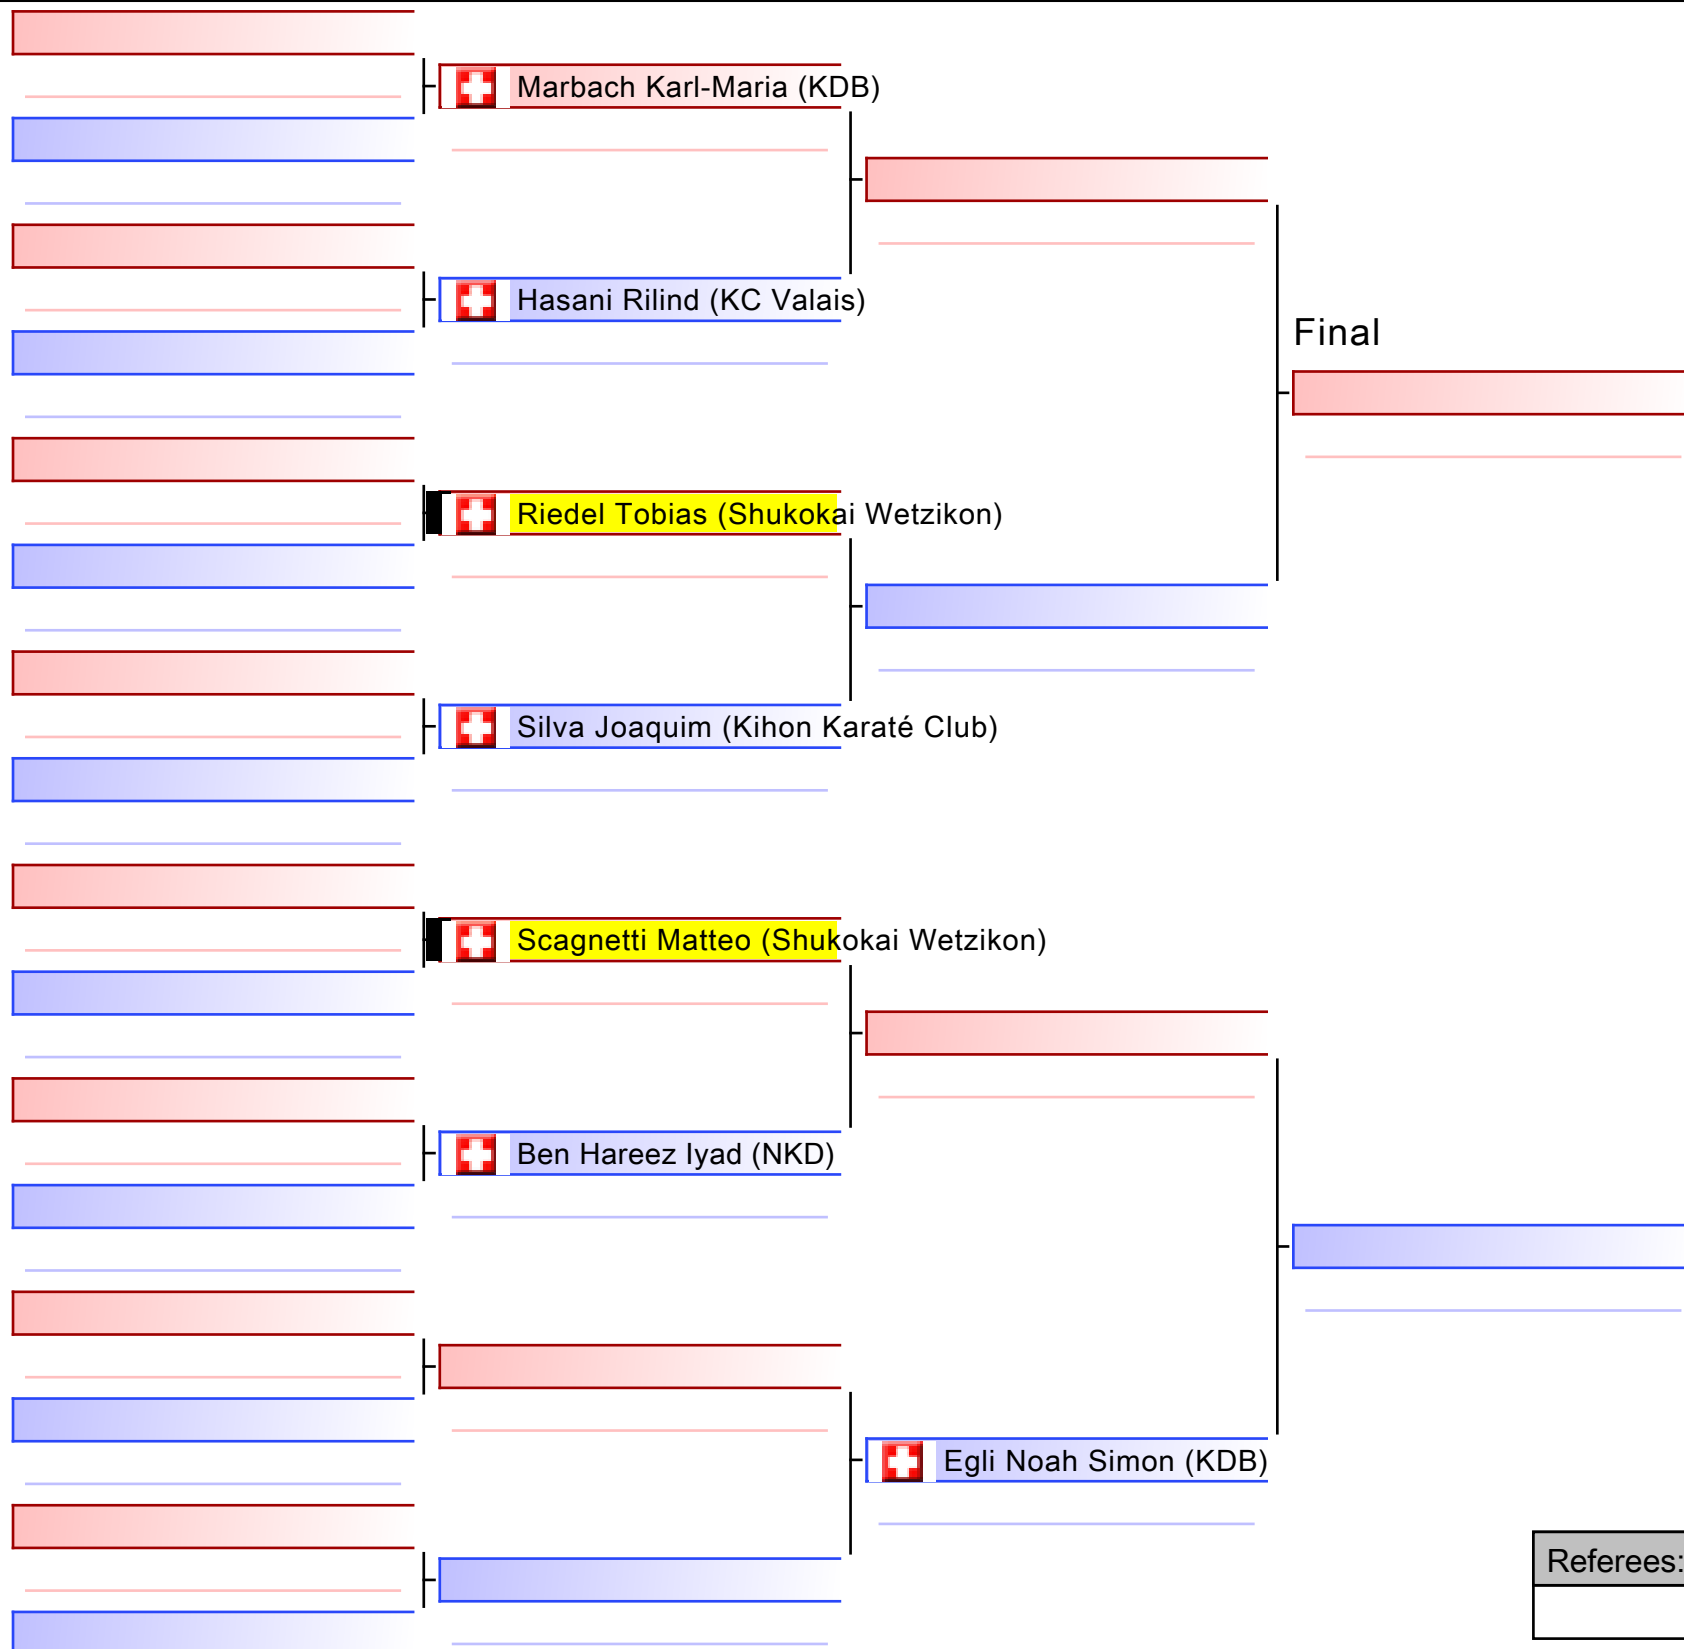 Marbach Karl-Maria (KDB)
Hasani Rilind (KC Valais)
Final
Riedel Tobias (Shukokai Wetzikon)
Silva Joaquim (Kihon Karaté Club)
Scagnetti Matteo (Shukokai Wetzikon)
Ben Hareez Iyad (NKD)
Egli Noah Simon (KDB)
Referees: